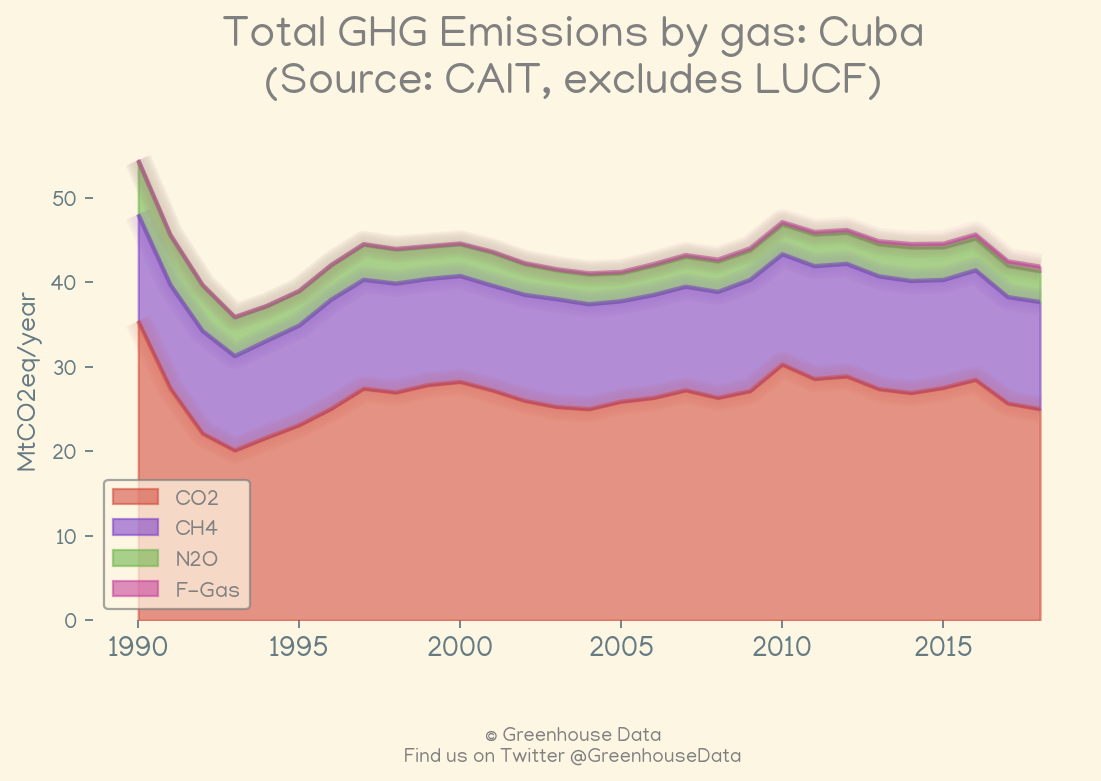 Total GHG Emissions by gas: Cuba
(Source: CAIT, excludes LUCF)
MtCO2eq/year
50
40
30
20
10
0
CO2
CH4
N2O
F-Gas
1990 1995 2000 2005 2010 2015
© Greenhouse Data
Find us on Twitter @GreenhouseData